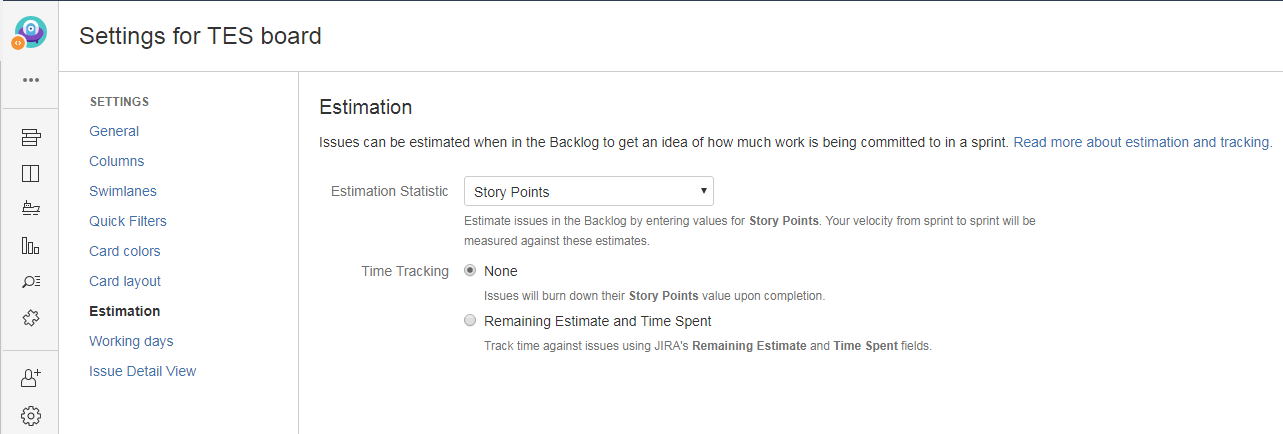 Settings for TES board
SETTINGS
General
Columns
Swimlanes
Quick Filters
Card colors
Card layout
Estimation
Working days
Issue Detail View
Estimation
Issues can be estimated when in the Backlog to get an idea of how much work is being committed to in a sprint. Read more about estimation and tracking.
Estimation Statistic
Story Points
Estimate issues in the Backlog by entering values for Story Points. Your velocity from sprint to sprint will be
measured against these estimates.
Time Tracking
None
Issues will burn down their Story Points value upon completion.
Remaining Estimate and Time Spent
Track time against issues using JIRA's Remaining Estimate and Time Spent fields.